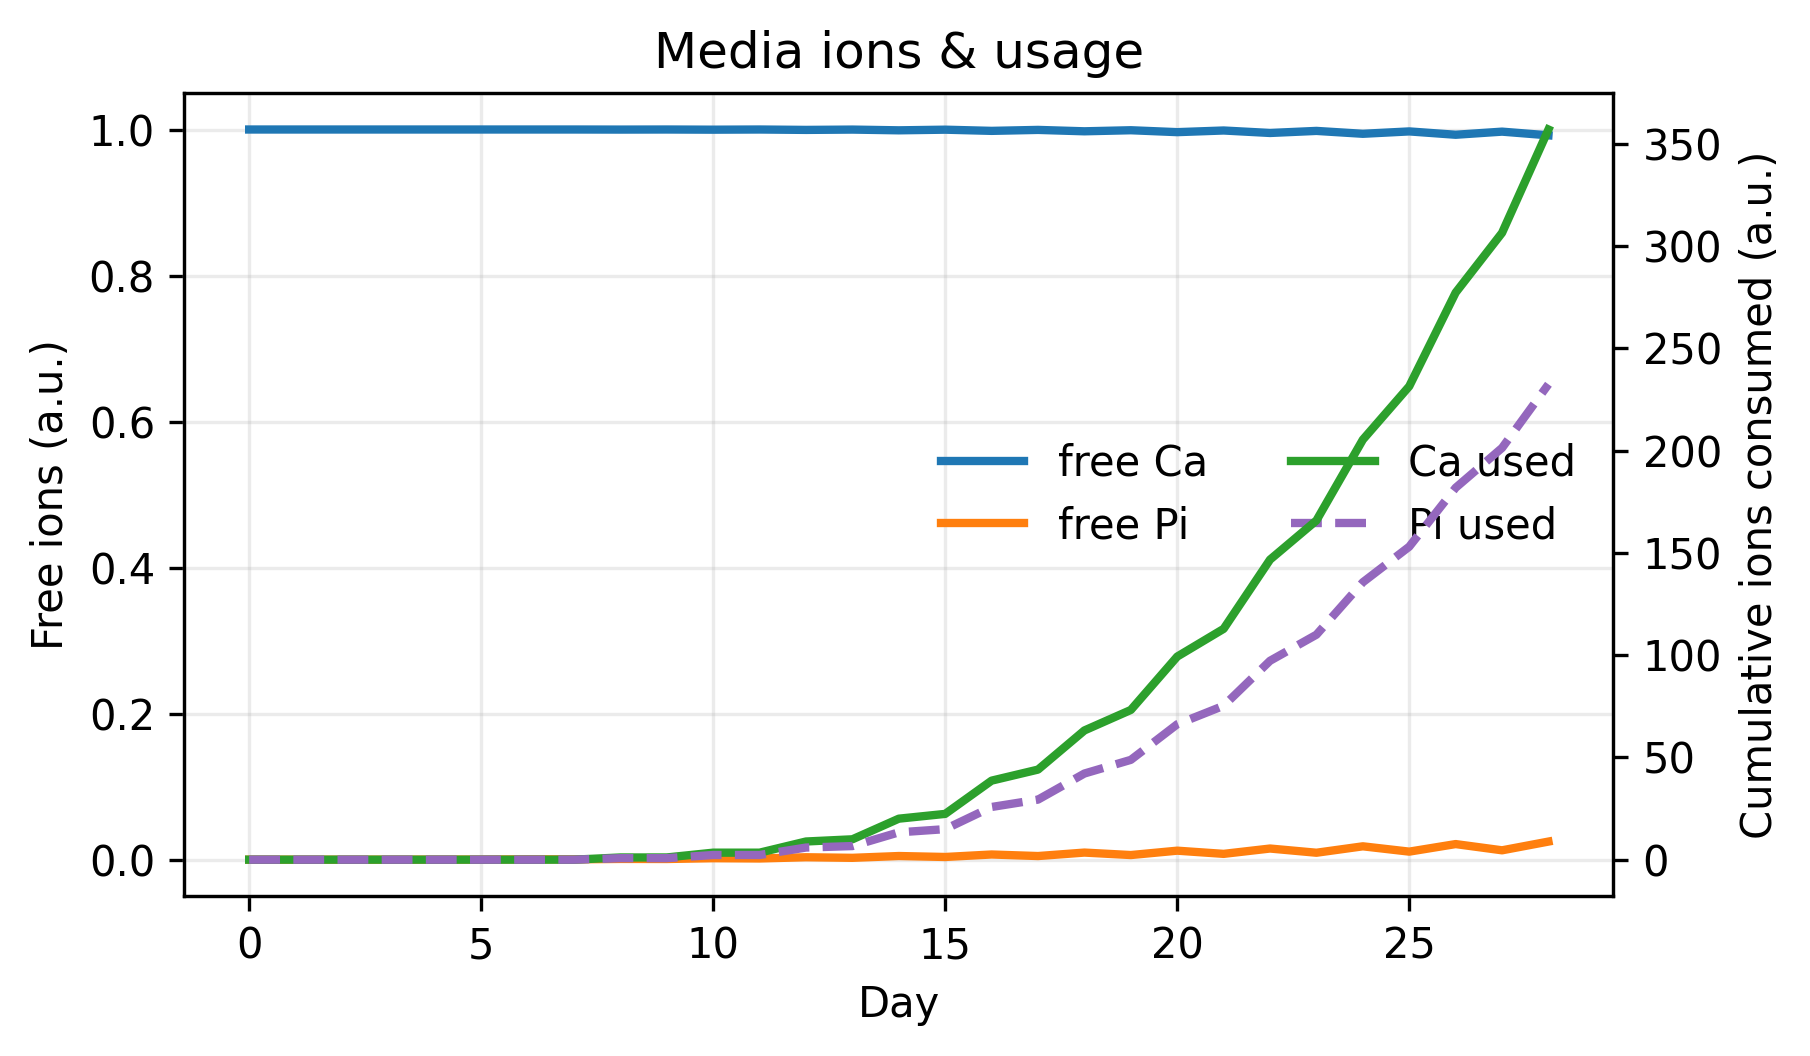 Media ions & usage
Free ions (a.u.)
1.0
0.8
0.6
0.4
0.2
0.0
free Ca
free Pi
Ca used
Pi used
350
300
250
200
150
100
50
0
Cumulative ions consumed (a.u.)
0 5 10 15 20 25
Day